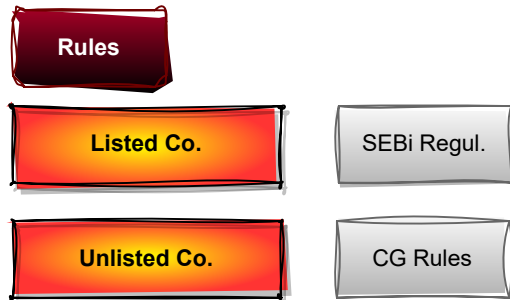 Rules
Listed Co.
SEBi Regul.
Unlisted Co.
CG Rules